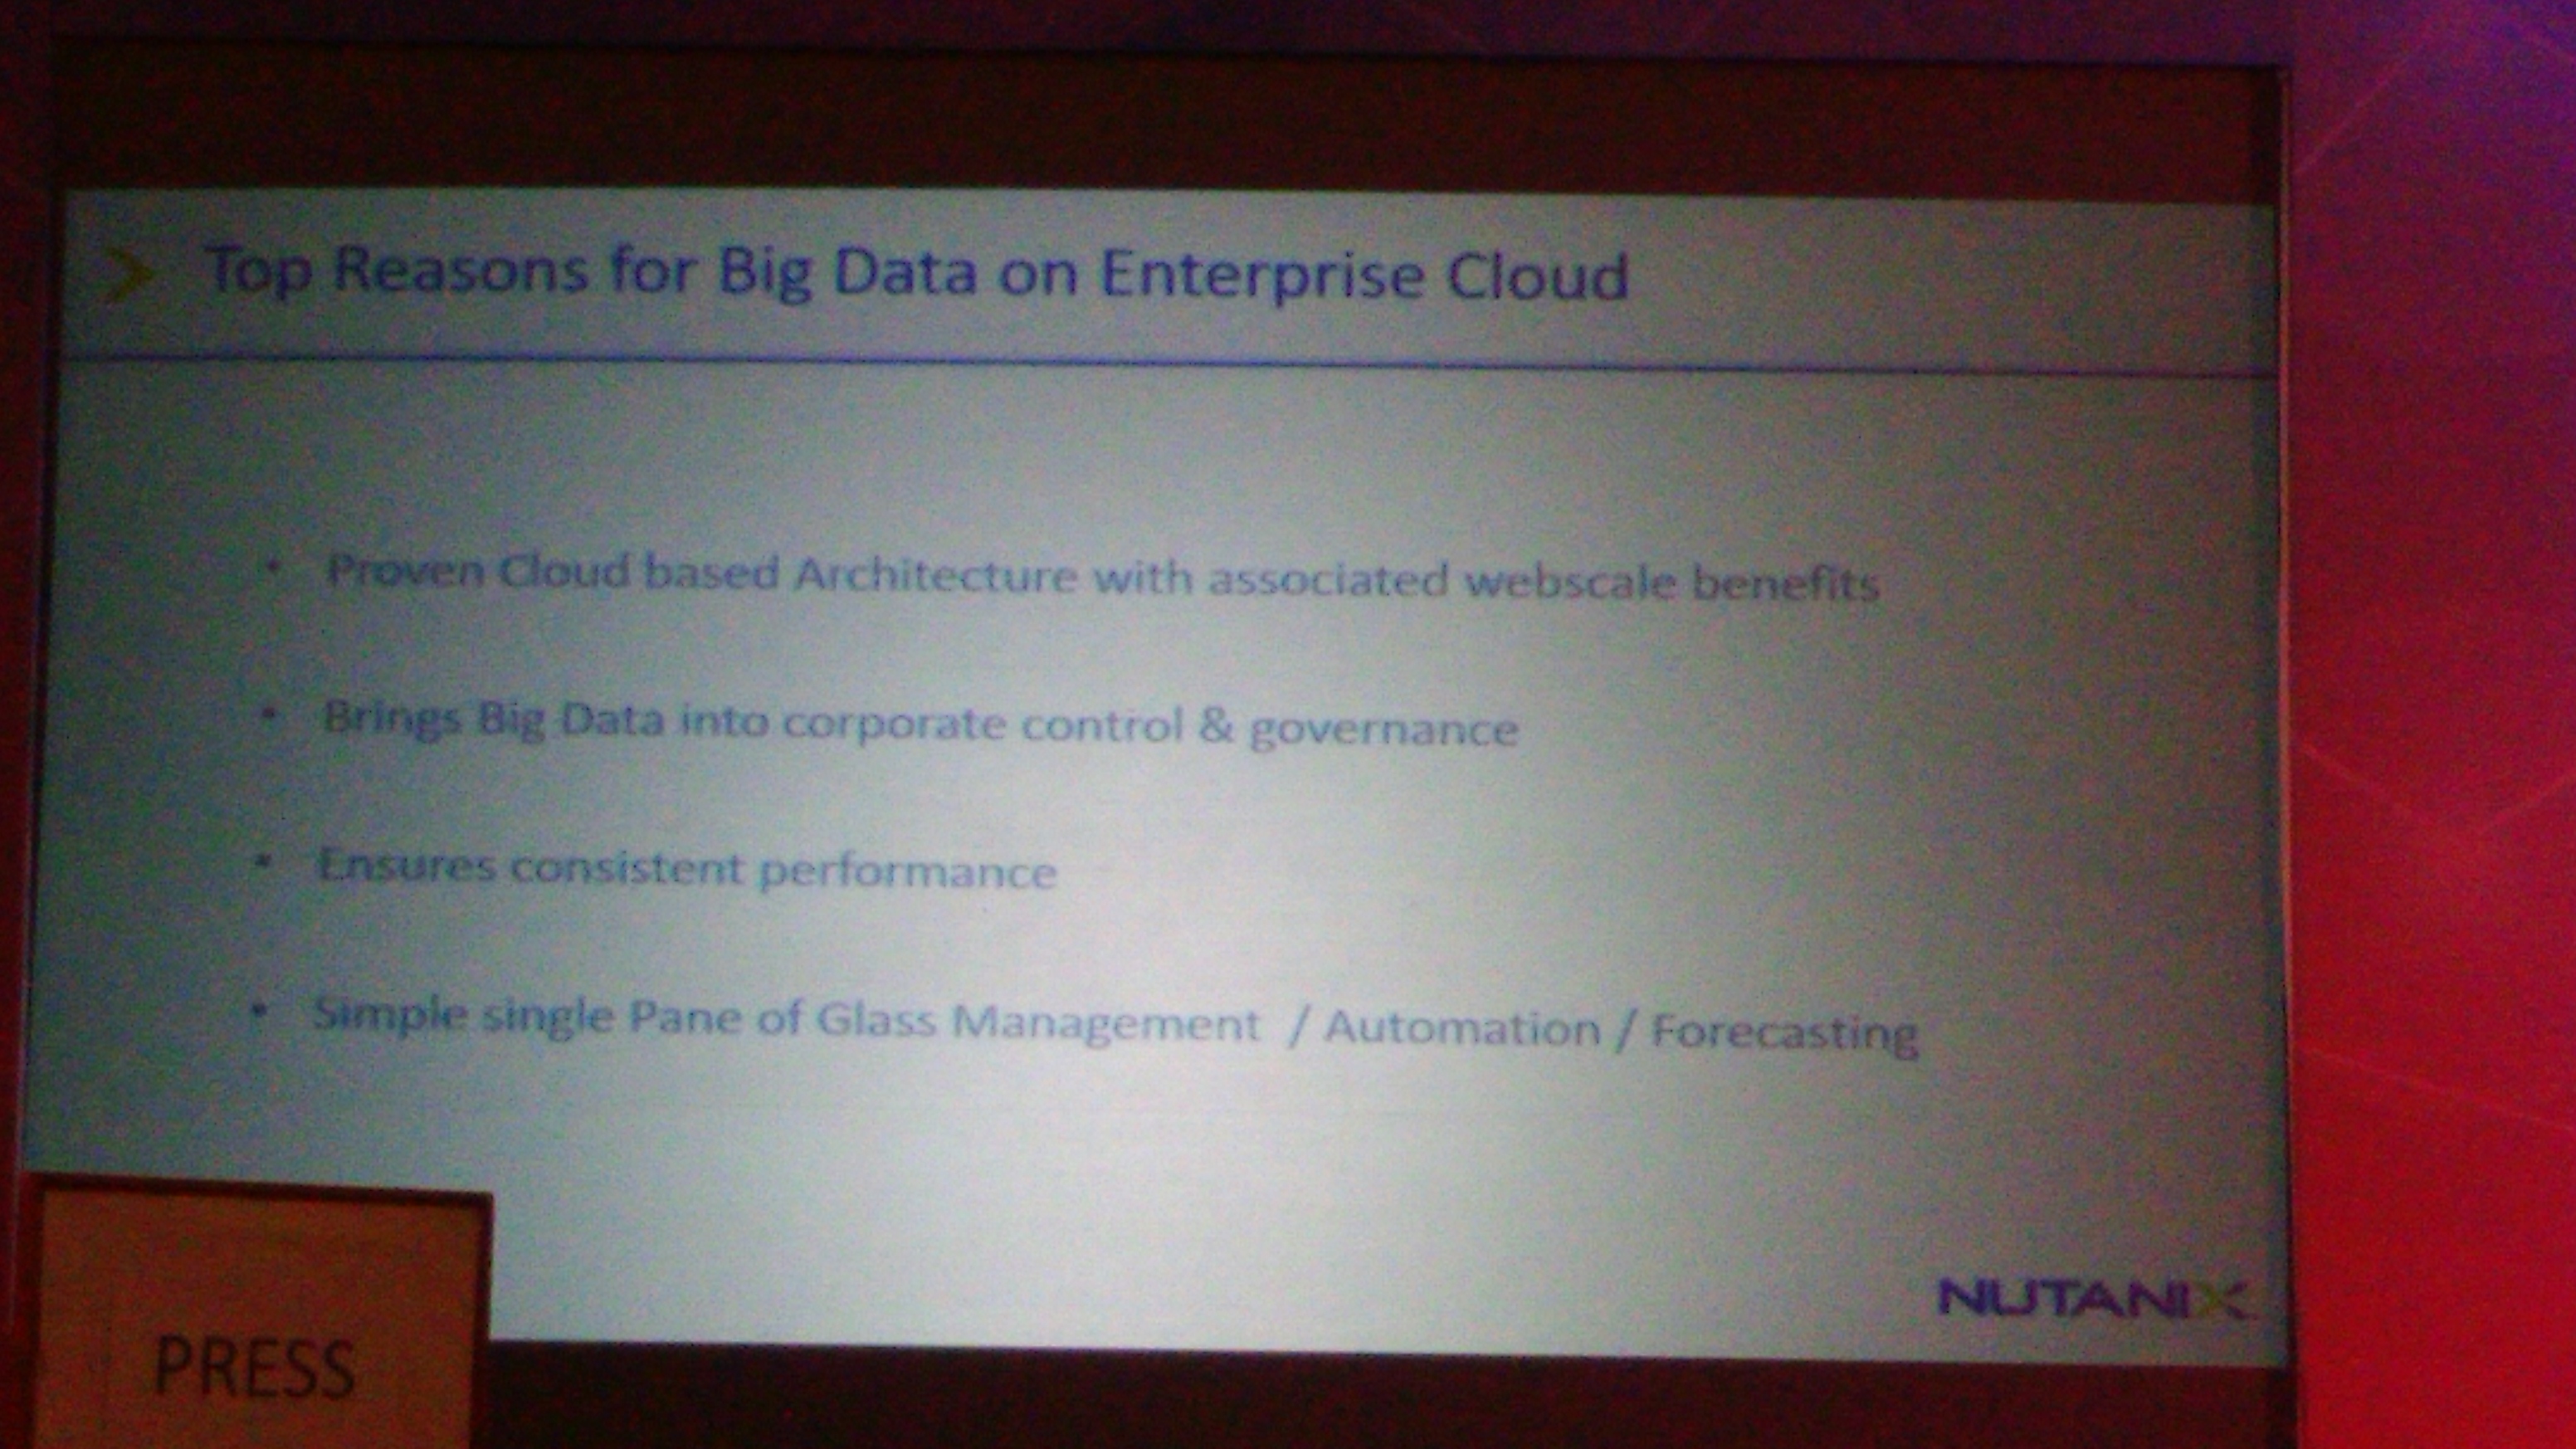 Top Reasons for Big Data on Enterprise Cloud
• Proven Cloud based Architecture with associated webscale benefits
• Brings Big Data into corporate control & governance
• Ensures consistent performance
• Simple single Pane of Glass Management / Automation / Forecasting
NUTANIX
PRESS